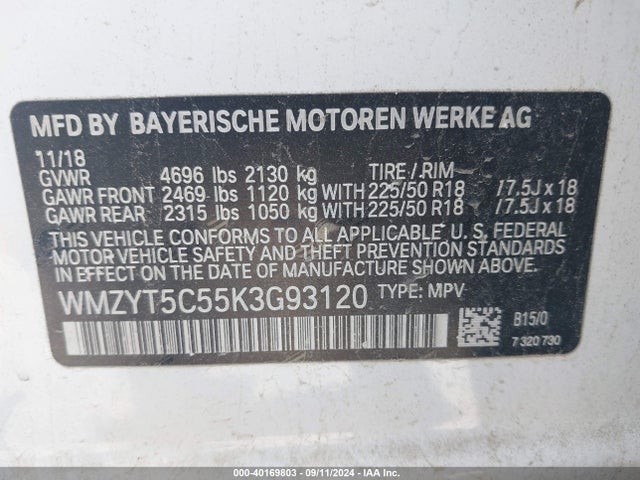 MFD BY BAYERISCHE MOTOREN WERKE AG
11/18
GVWR 4696 lbs 2130 kg TIRE / RIM
GAWR FRONT 2469 lbs 1120 kg WITH 225/50 R18 / 7.5J x 18
GAWR REAR 2315 lbs 1050 kg WITH 225/50 R18 / 7.5J x 18
THIS VEHICLE CONFORMS TO ALL APPLICABLE U. S. FEDERAL
MOTOR VEHICLE SAFETY AND THEFT PREVENTION STANDARDS
IN EFFECT ON THE DATE OF MANUFACTURE SHOWN ABOVE.
WMZYT5C55K3G93120 TYPE: MPV
B15/0
7 320 730
000-40169803 - 09/11/2024 - IAA Inc.